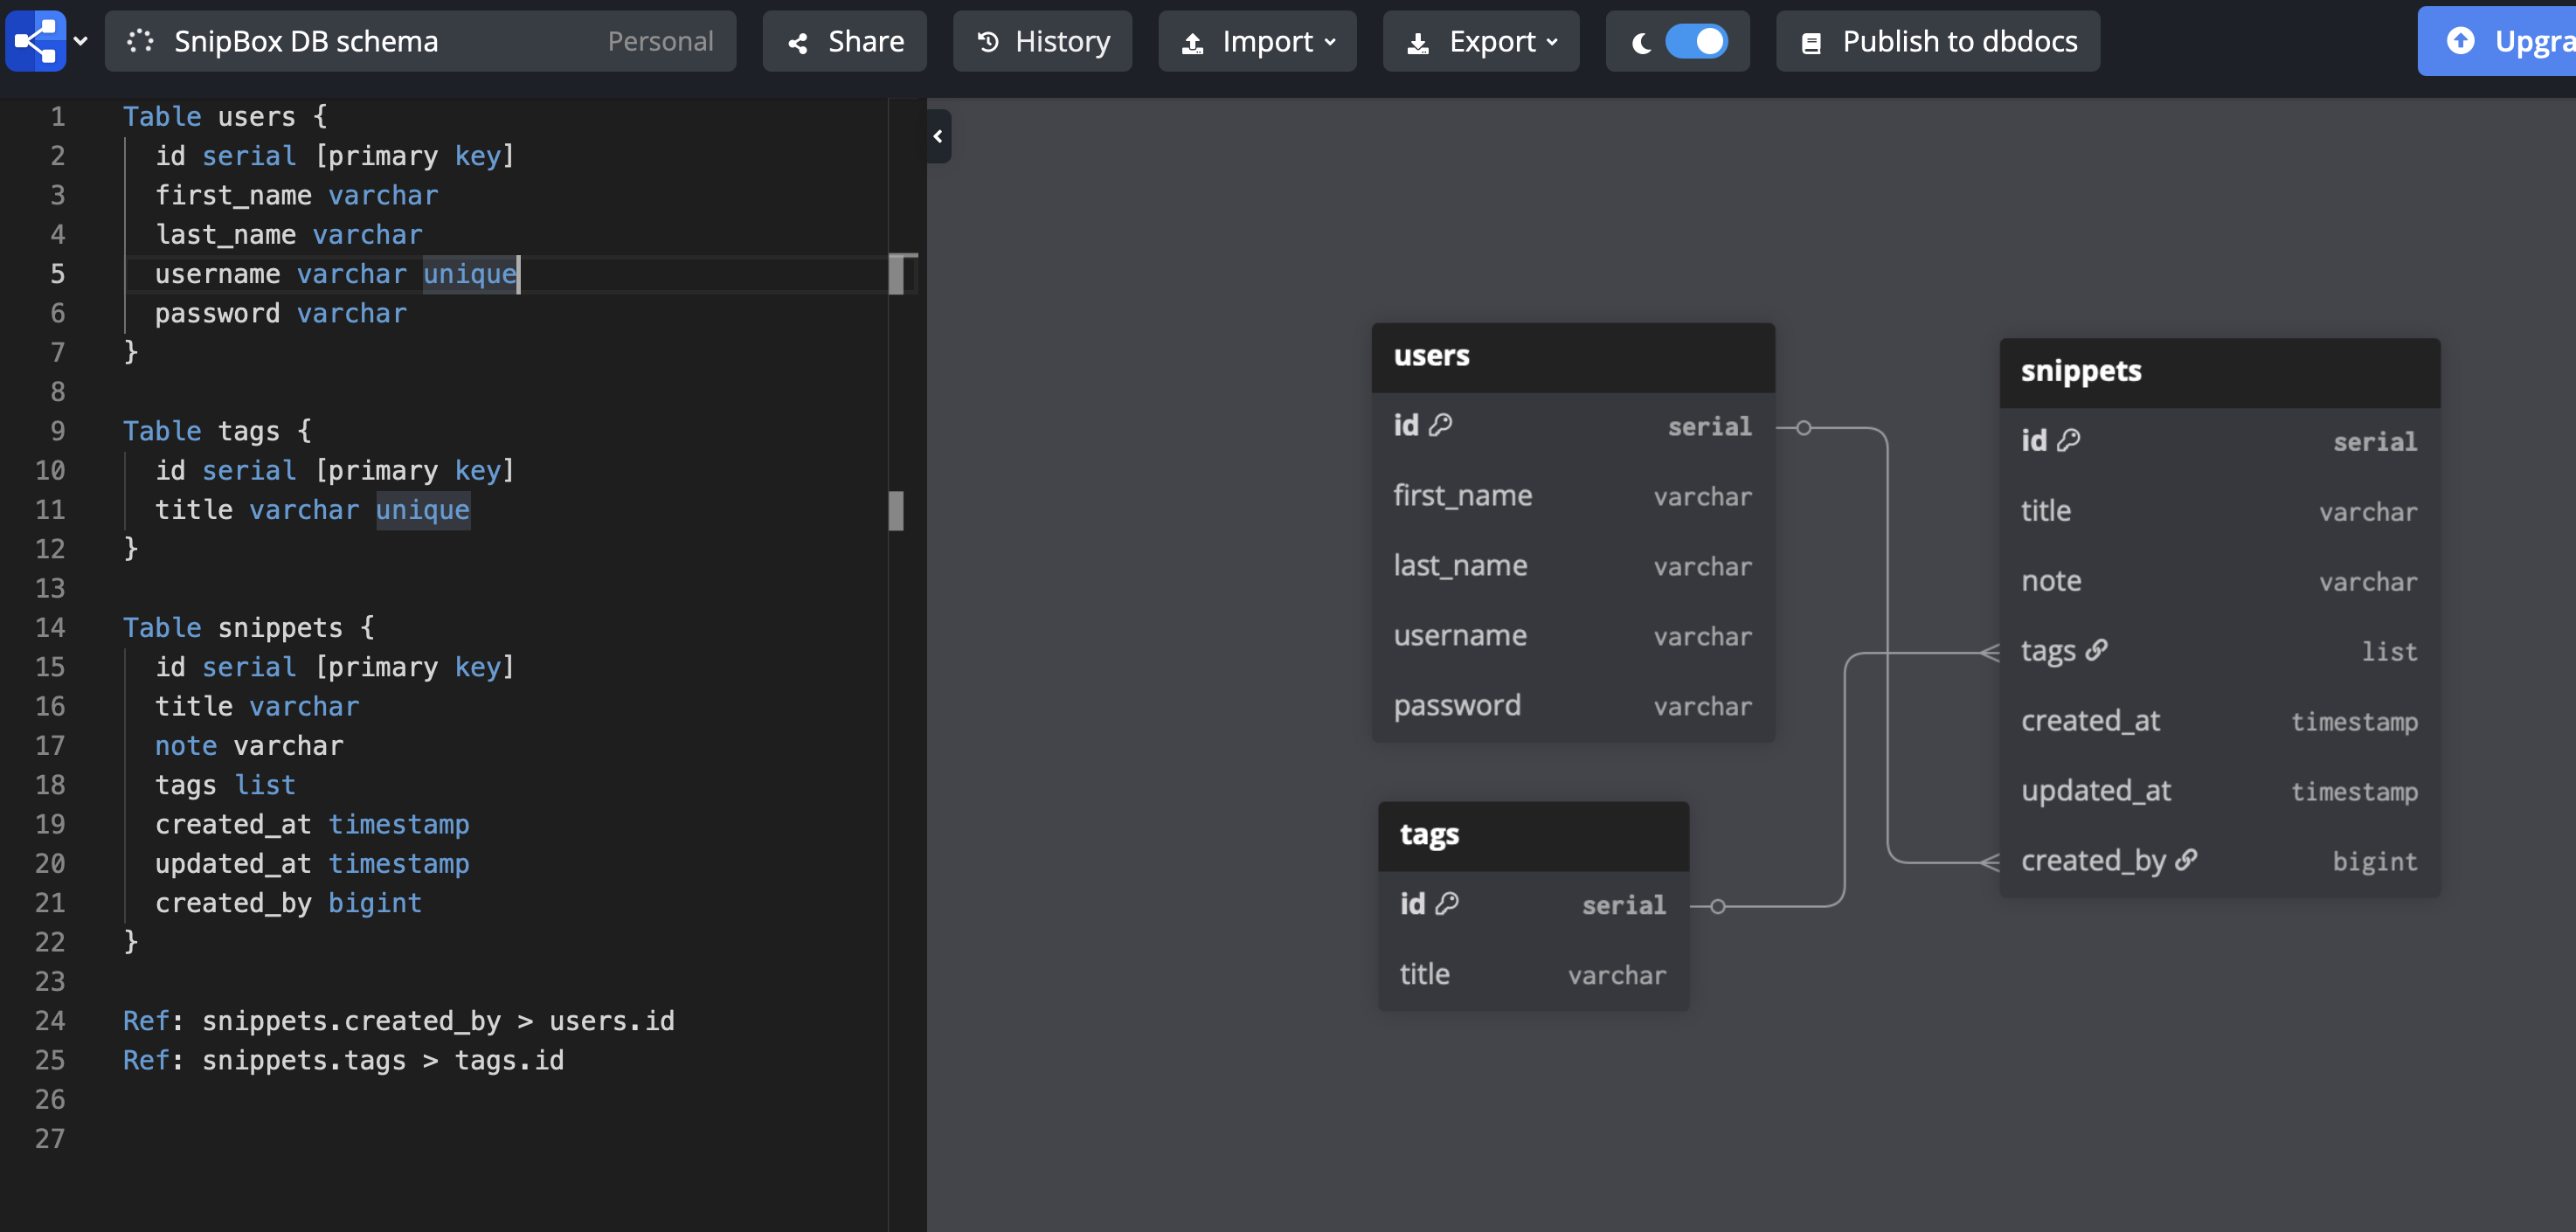 SnipBox DB schema Personal Share History Import Export Publish to dbdocs
1 Table users {
2 id serial [primary key]
3 first_name varchar
4 last_name varchar
5 username varchar unique
6 password varchar
7 }
8
9 Table tags {
10 id serial [primary key]
11 title varchar unique
12 }
13
14 Table snippets {
15 id serial [primary key]
16 title varchar
17 note varchar
18 tags list
19 created_at timestamp
20 updated_at timestamp
21 created_by bigint
22 }
23
24 Ref: snippets.created_by > users.id
25 Ref: snippets.tags > tags.id
26
27
users
id serial
first_name varchar
last_name varchar
username varchar
password varchar
tags
id serial
title varchar
snippets
id serial
title varchar
note varchar
tags list
created_at timestamp
updated_at timestamp
created_by bigint